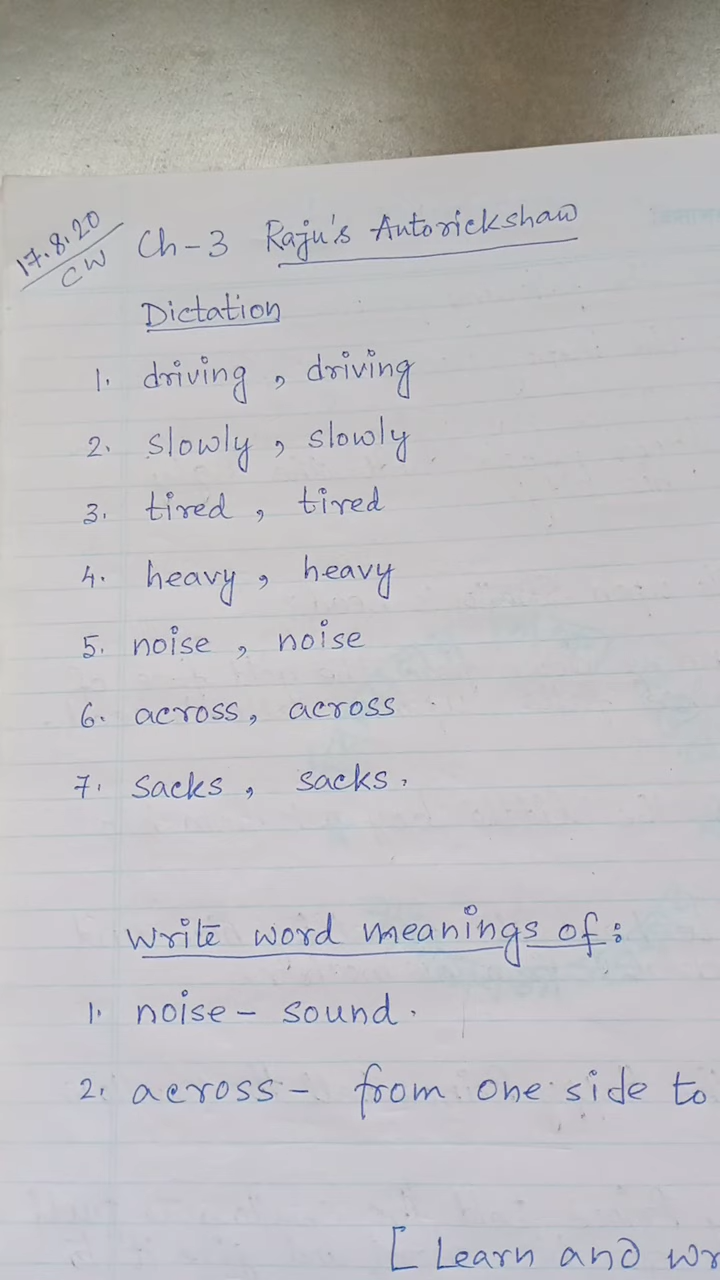 17.8.20
CW
Ch-3 Raju's Autorickshaw
Dictation
1. driving, driving
2. slowly, slowly
3. tired, tired
4. heavy, heavy
5. noise, noise
6. across, across
7. sacks, sacks.
Write word meanings of:
1. noise - sound.
2. across - from one side to
[ Learn and wr